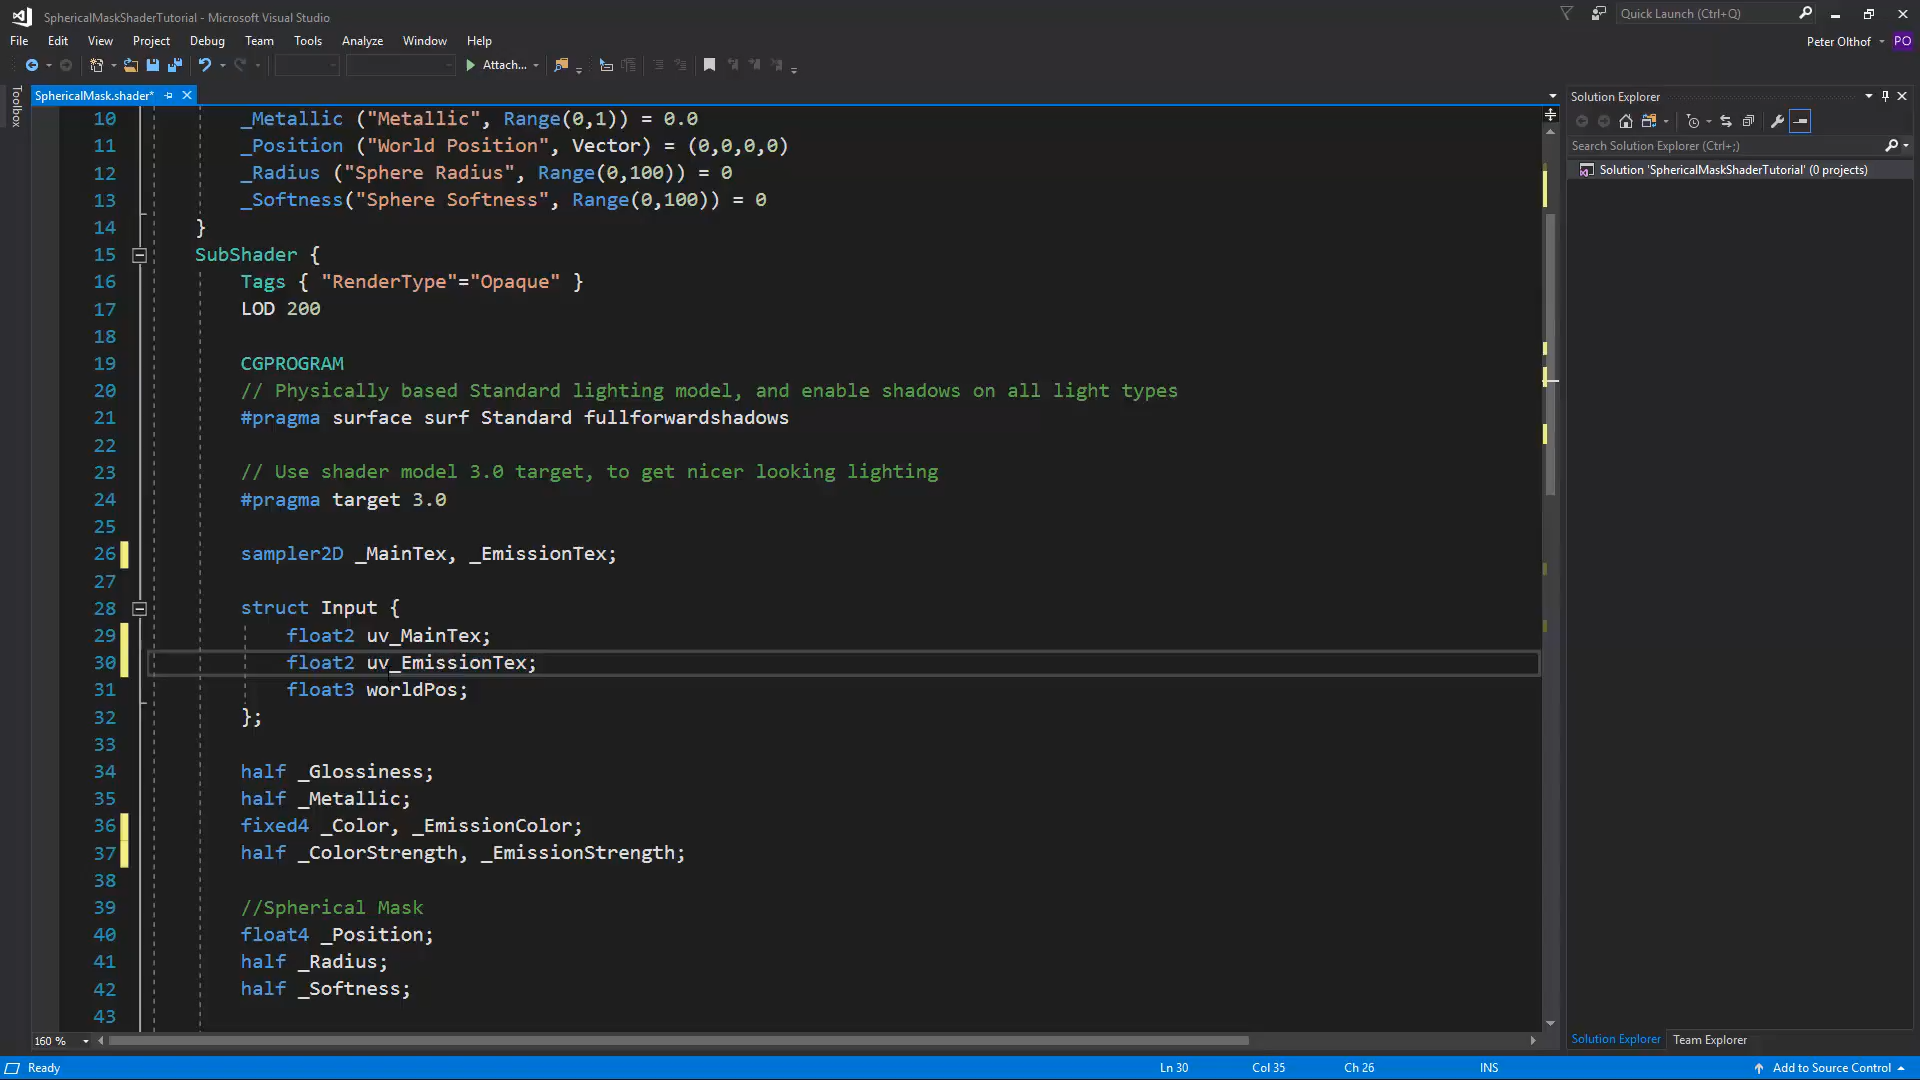 SphericalMaskShaderTutorial - Microsoft Visual Studio
Quick Launch (Ctrl+Q)
File Edit View Project Debug Team Tools Analyze Window Help
Peter Olthof PO
Attach...
Toolbox
SphericalMask.shader*
10 _Metallic ("Metallic", Range(0,1)) = 0.0
11 _Position ("World Position", Vector) = (0,0,0,0)
12 _Radius ("Sphere Radius", Range(0,100)) = 0
13 _Softness("Sphere Softness", Range(0,100)) = 0
14 }
15 SubShader {
16 Tags { "RenderType"="Opaque" }
17 LOD 200
18
19 CGPROGRAM
20 // Physically based Standard lighting model, and enable shadows on all light types
21 #pragma surface surf Standard fullforwardshadows
22
23 // Use shader model 3.0 target, to get nicer looking lighting
24 #pragma target 3.0
25
26 sampler2D _MainTex, _EmissionTex;
27
28 struct Input {
29 float2 uv_MainTex;
30 float2 uv_EmissionTex;
31 float3 worldPos;
32 };
33
34 half _Glossiness;
35 half _Metallic;
36 fixed4 _Color, _EmissionColor;
37 half _ColorStrength, _EmissionStrength;
38
39 //Spherical Mask
40 float4 _Position;
41 half _Radius;
42 half _Softness;
43
160 %
Solution Explorer
Search Solution Explorer (Ctrl+;)
Solution 'SphericalMaskShaderTutorial' (0 projects)
Solution Explorer Team Explorer
Ready Ln 30 Col 35 Ch 26 INS Add to Source Control